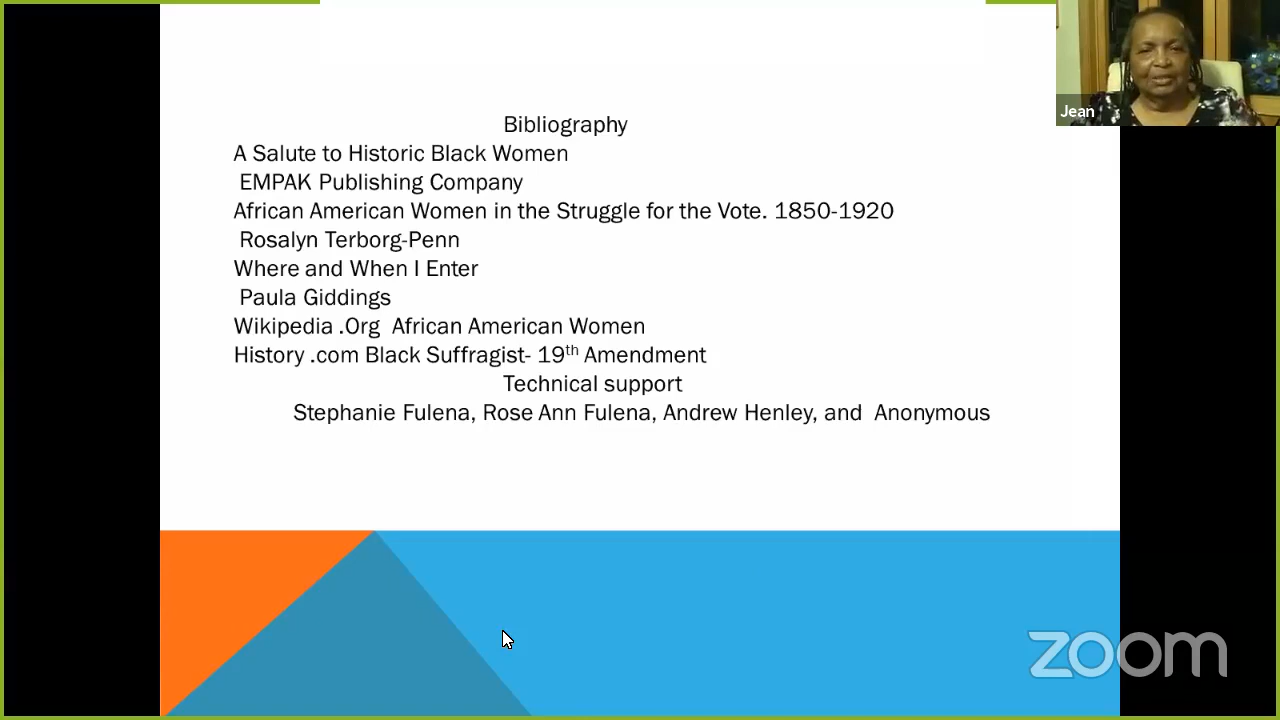 Bibliography
A Salute to Historic Black Women
EMPAK Publishing Company
African American Women in the Struggle for the Vote. 1850-1920
Rosalyn Terborg-Penn
Where and When I Enter
Paula Giddings
Wikipedia .Org  African American Women
History .com Black Suffragist- 19th Amendment
Technical support
Stephanie Fulena, Rose Ann Fulena, Andrew Henley, and  Anonymous
Jean
zoom